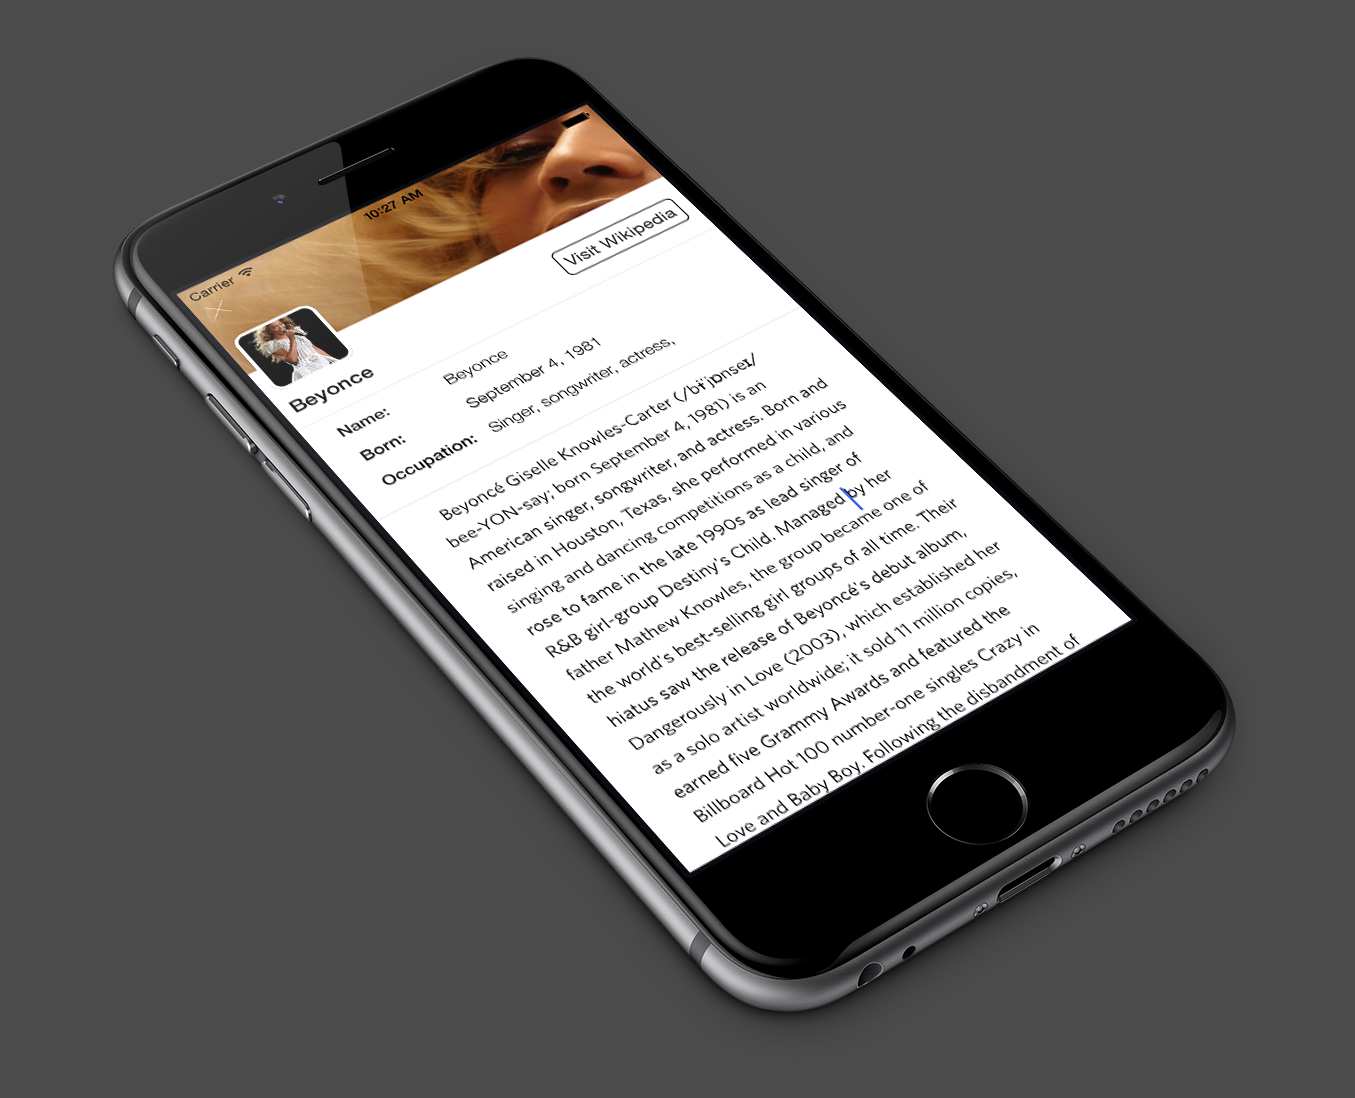 Carrier 10:27 AM
Visit Wikipedia
Beyonce
Name: Beyonce
Born: September 4, 1981
Occupation: Singer, songwriter, actress,
Beyoncé Giselle Knowles-Carter (/biːˈjɒnseɪ/
bee-YON-say; born September 4, 1981) is an
American singer, songwriter, and actress. Born and
raised in Houston, Texas, she performed in various
singing and dancing competitions as a child, and
rose to fame in the late 1990s as lead singer of
R&B girl-group Destiny's Child. Managed by her
father Mathew Knowles, the group became one of
the world's best-selling girl groups of all time. Their
hiatus saw the release of Beyoncé's debut album,
Dangerously in Love (2003), which established her
as a solo artist worldwide; it sold 11 million copies,
earned five Grammy Awards and featured the
Billboard Hot 100 number-one singles Crazy in
Love and Baby Boy. Following the disbandment of